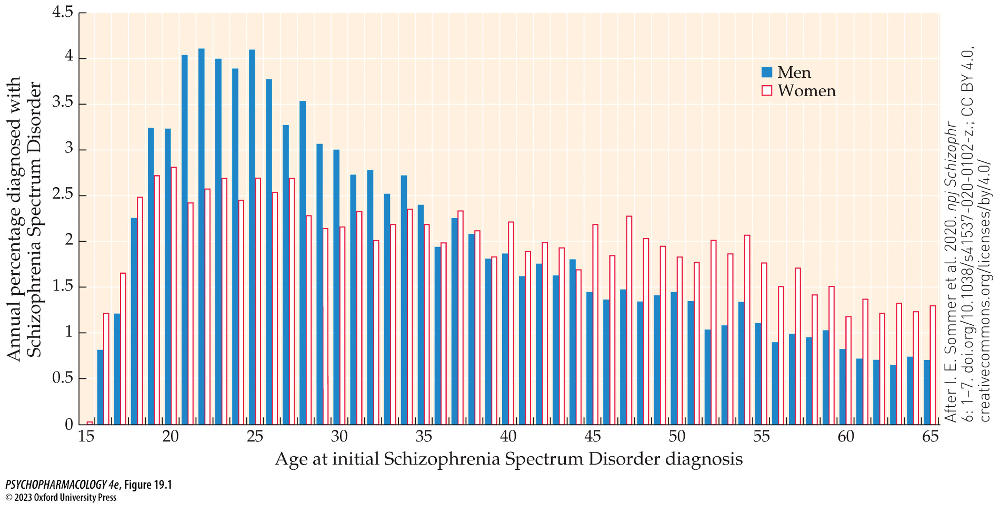 4.5
4
3.5
3
2.5
2
1.5
1
0.5
0
Annual percentage diagnosed with
Schizophrenia Spectrum Disorder
Men
Women
15 20 25 30 35 40 45 50 55 60 65
Age at initial Schizophrenia Spectrum Disorder diagnosis
After I. E. Sommer et al. 2020. npj Schizophr
6: 1–7. doi.org/10.1038/s41537-020-0102-z.; CC BY 4.0,
creativecommons.org/licenses/by/4.0/
PSYCHOPHARMACOLOGY 4e, Figure 19.1
© 2023 Oxford University Press